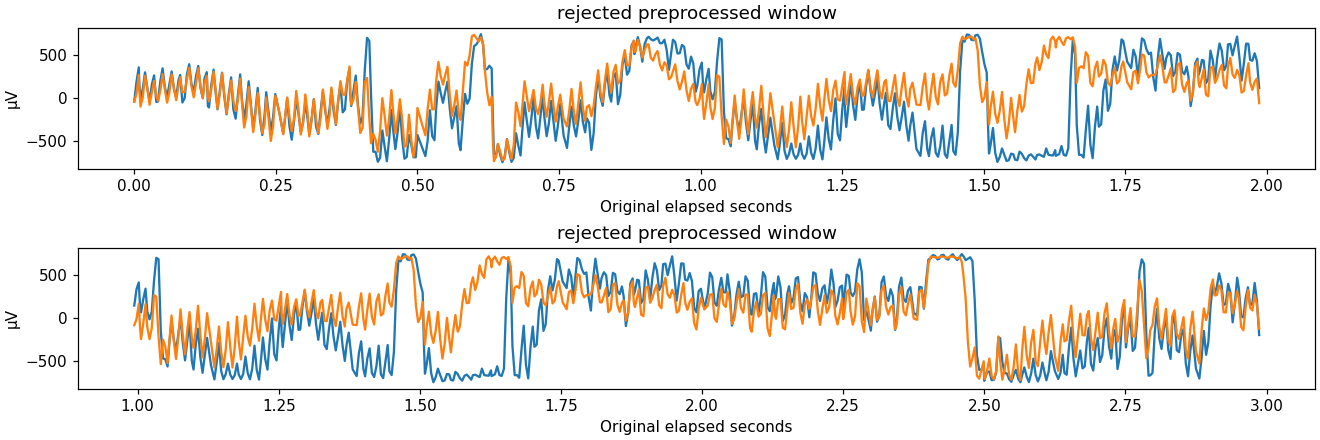 rejected preprocessed window
500
0
−500
µV
0.00 0.25 0.50 0.75 1.00 1.25 1.50 1.75 2.00
Original elapsed seconds
rejected preprocessed window
500
0
−500
µV
1.00 1.25 1.50 1.75 2.00 2.25 2.50 2.75 3.00
Original elapsed seconds